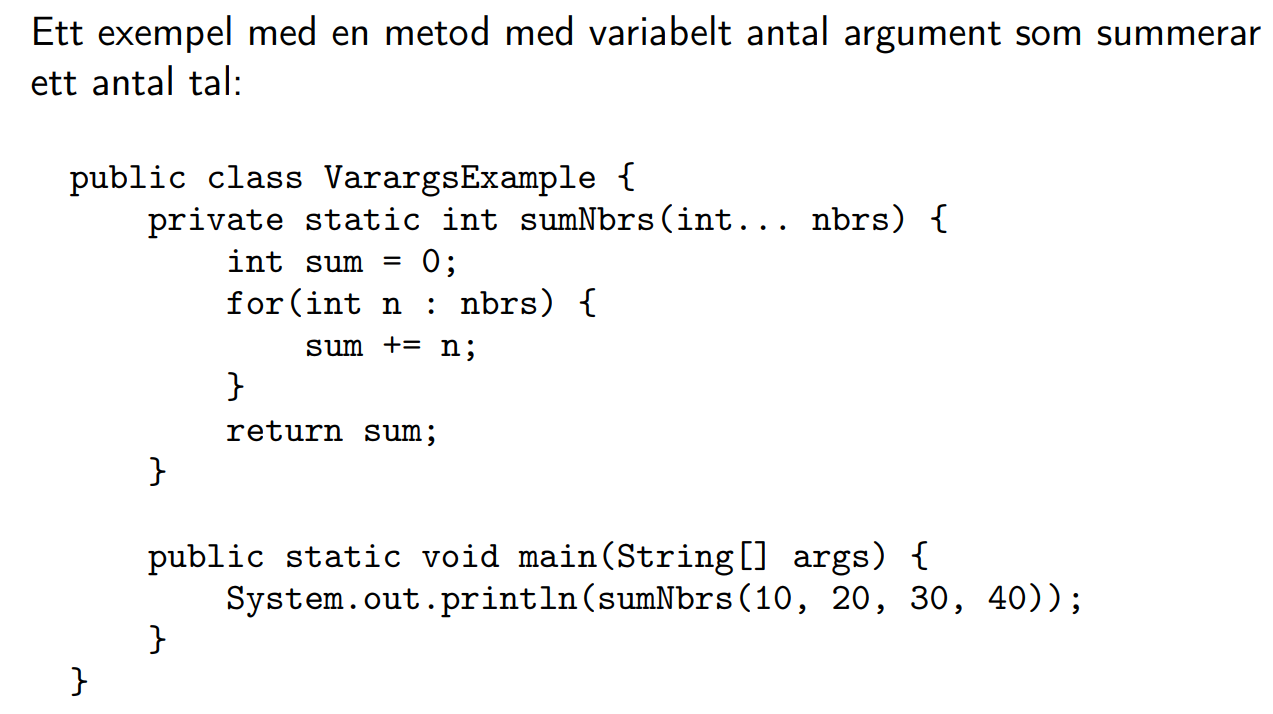 Ett exempel med en metod med variabelt antal argument som summerar
ett antal tal:
public class VarargsExample {
    private static int sumNbrs(int... nbrs) {
        int sum = 0;
        for(int n : nbrs) {
            sum += n;
        }
        return sum;
    }
    public static void main(String[] args) {
        System.out.println(sumNbrs(10, 20, 30, 40));
    }
}